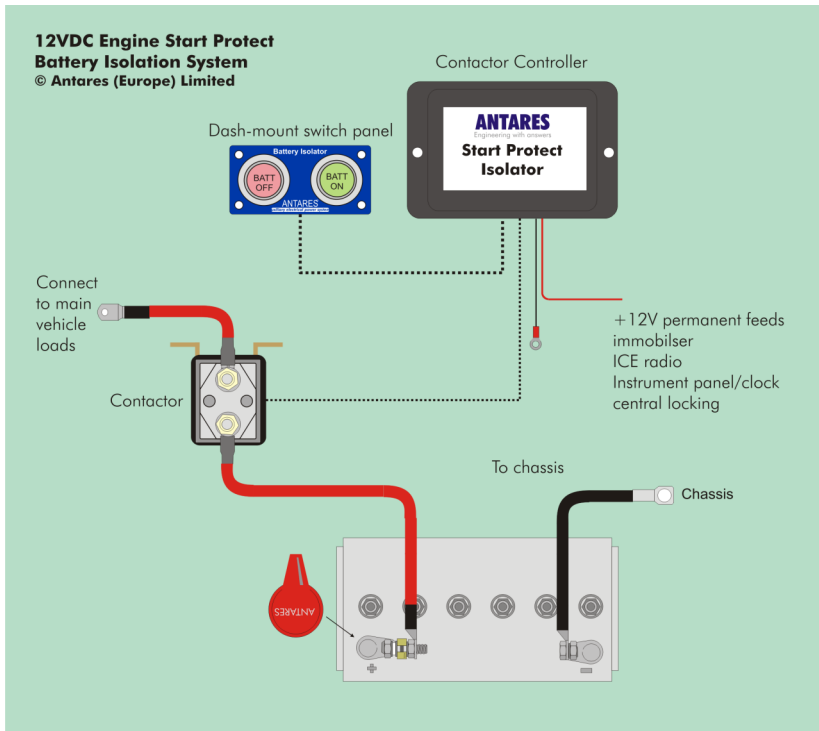 12VDC Engine Start Protect
Battery Isolation System
© Antares (Europe) Limited
Contactor Controller
ANTARES
Engineering with answers
Start Protect
Isolator
Dash-mount switch panel
Battery Isolator
BATT
OFF
BATT
ON
ANTARES
Connect
to main
vehicle
loads
+12V permanent feeds
immobilser
ICE radio
Instrument panel/clock
central locking
Contactor
To chassis
Chassis
ANTARES
+
-